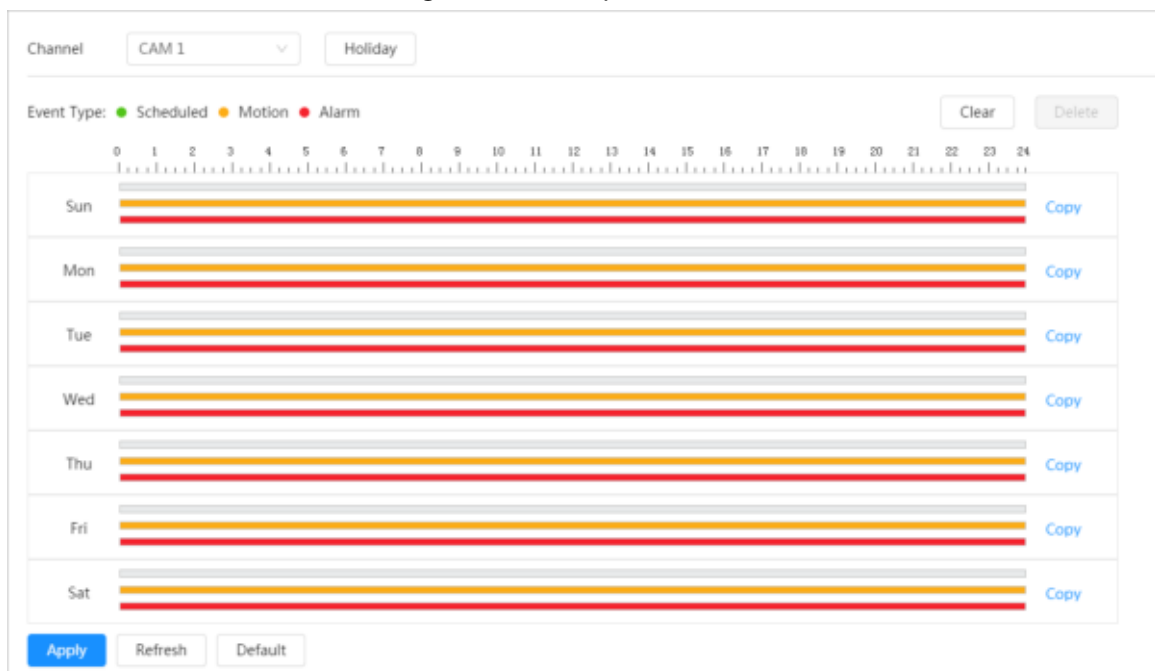 Channel CAM 1 Holiday
Event Type: Scheduled Motion Alarm Clear Delete
0 1 2 3 4 5 6 7 8 9 10 11 12 13 14 15 16 17 18 19 20 21 22 23 24
Sun Copy
Mon Copy
Tue Copy
Wed Copy
Thu Copy
Fri Copy
Sat Copy
Apply Refresh Default